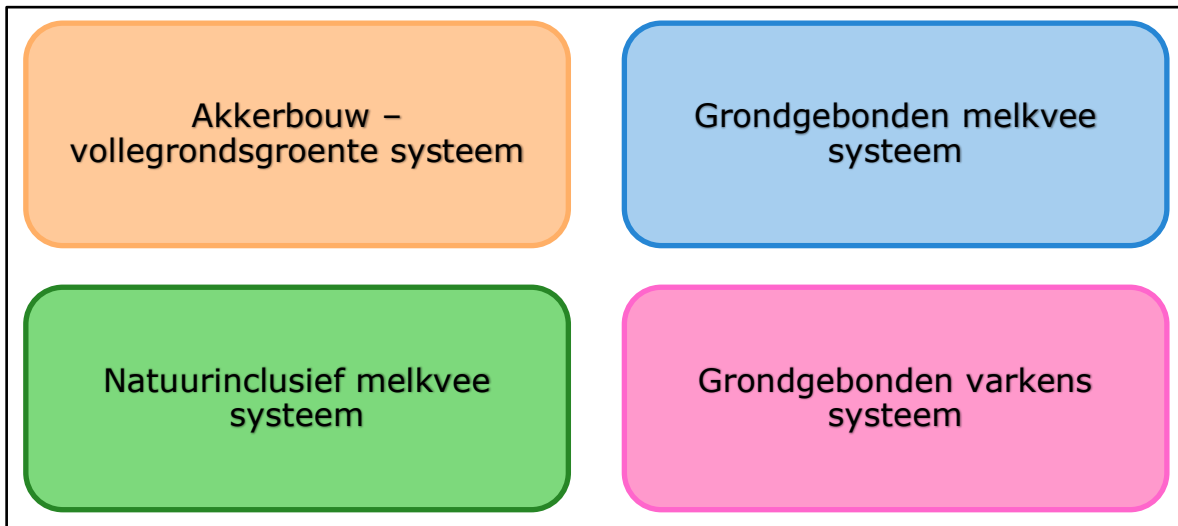 Akkerbouw –
vollegrondsgroente systeem
Grondgebonden melkvee
systeem
Natuurinclusief melkvee
systeem
Grondgebonden varkens
systeem